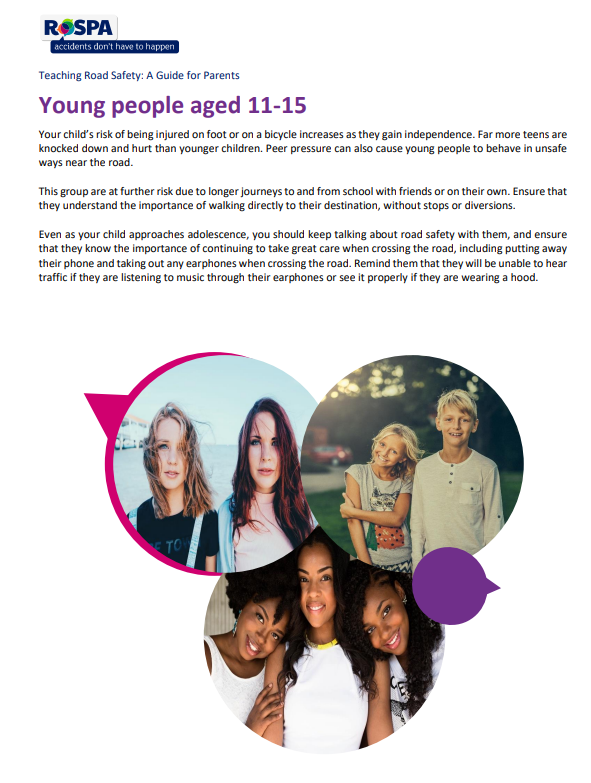 RoSPA
accidents don't have to happen
Teaching Road Safety: A Guide for Parents
Young people aged 11-15
Your child's risk of being injured on foot or on a bicycle increases as they gain independence. Far more teens are
knocked down and hurt than younger children. Peer pressure can also cause young people to behave in unsafe
ways near the road.
This group are at further risk due to longer journeys to and from school with friends or on their own. Ensure that
they understand the importance of walking directly to their destination, without stops or diversions.
Even as your child approaches adolescence, you should keep talking about road safety with them, and ensure
that they know the importance of continuing to take great care when crossing the road, including putting away
their phone and taking out any earphones when crossing the road. Remind them that they will be unable to hear
traffic if they are listening to music through their earphones or see it properly if they are wearing a hood.